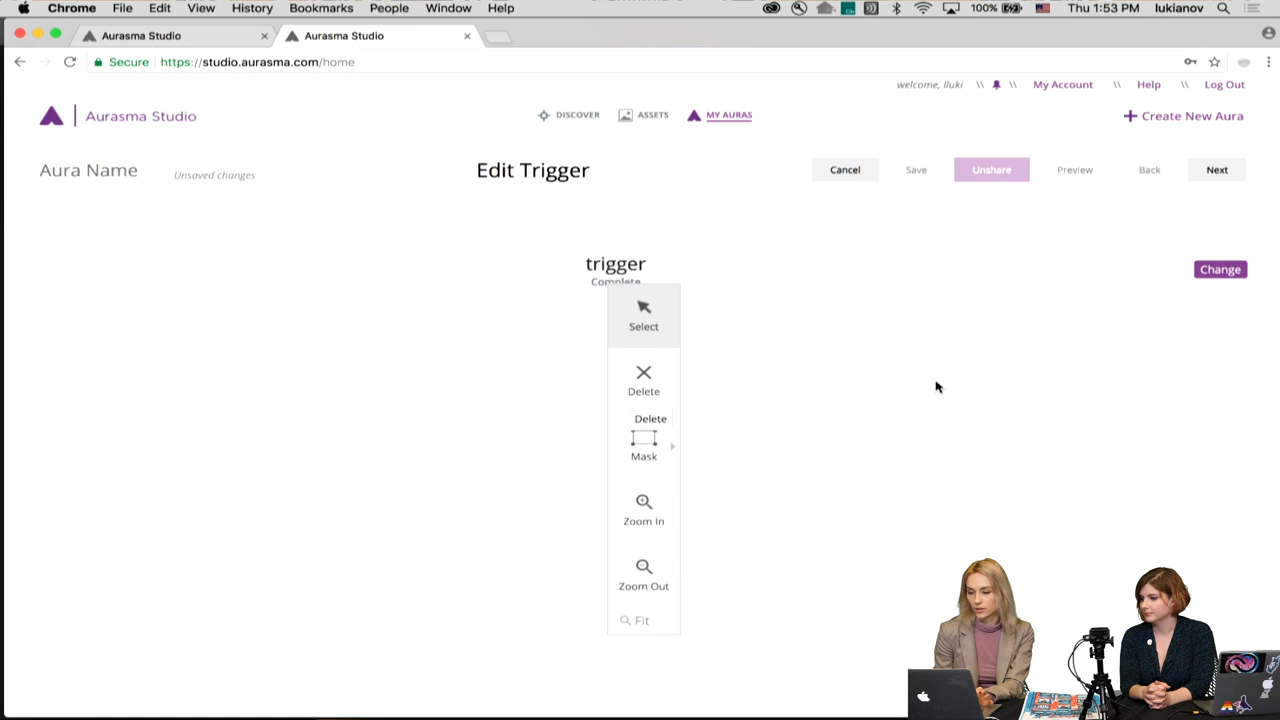 Chrome File Edit View History Bookmarks People Window Help 100% Thu 1:53 PM lukianov
Aurasma Studio Aurasma Studio
Secure https://studio.aurasma.com/home
welcome, lluki \\ \\ My Account \\ Help \\ Log Out
Aurasma Studio DISCOVER ASSETS MY AURAS + Create New Aura
Aura Name Unsaved changes Edit Trigger Cancel Save Unshare Preview Back Next
trigger Change
Complete
Select
Delete
Delete
Mask
Zoom In
Zoom Out
Fit